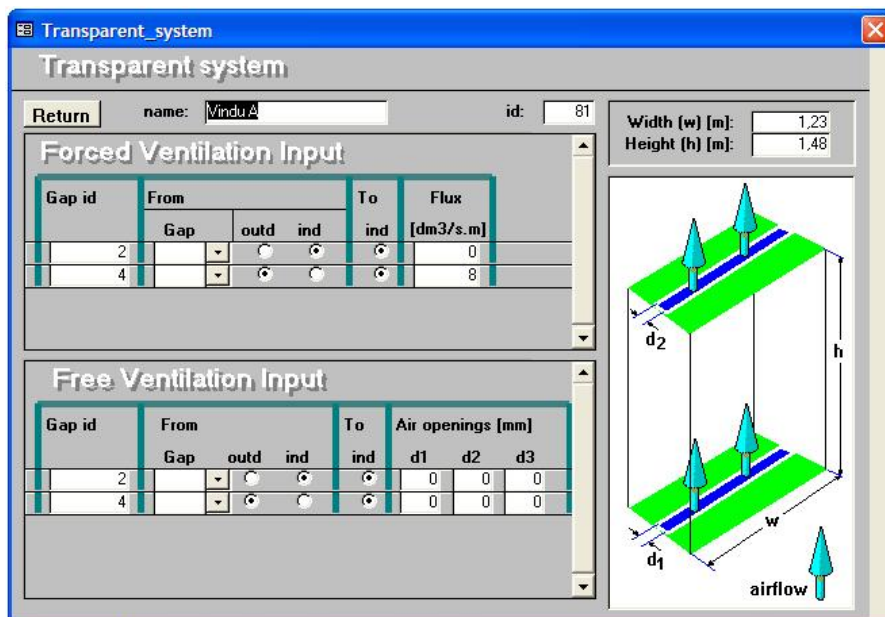 Transparent_system
Transparent system
Return name: Vindu A id: 81
Width (w) [m]: 1,23
Height (h) [m]: 1,48
Forced Ventilation Input
Gap id From To Flux
Gap outd ind ind [dm3/s.m]
2 0
4 8
Free Ventilation Input
Gap id From To Air openings [mm]
Gap outd ind ind d1 d2 d3
2 0 0 0
4 0 0 0
d2
h
w
d1
airflow